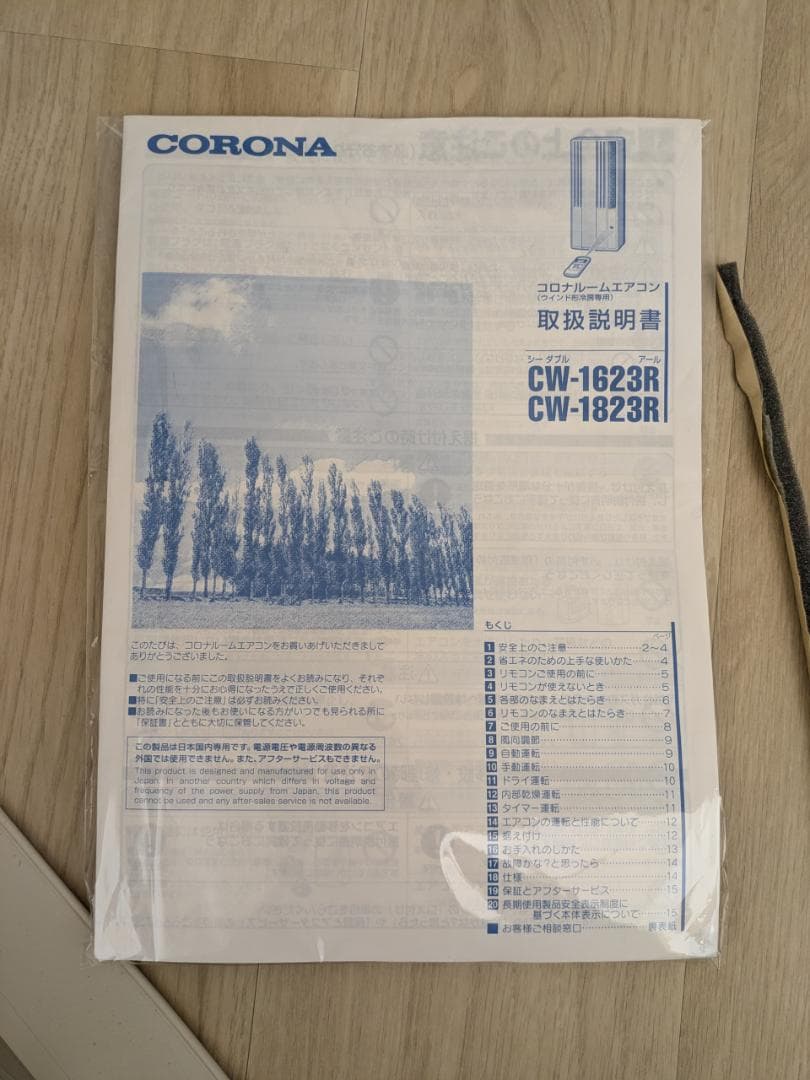 CORONA
コロナルームエアコン
(ウインド形冷房専用)
取扱説明書
シー ダブル アール
CW-1623R
CW-1823R
このたびは、コロナルームエアコンをお買いあげいただきまして
ありがとうございました。
■ご使用になる前にこの取扱説明書をよくお読みになり、それぞ
れの性能を十分にお心得になったうえで正しくご使用ください。
■特に「安全上のご注意」は必ずお読みください。
■お読みになった後もお使いになる方がいつでも見られる所に
「保証書」とともに大切に保管してください。
この製品は日本国内専用です。電源電圧や電源周波数の異なる
外国では使用できません。また、アフターサービスもできません。
This product is designed and manufactured for use only in
Japan. In another country which differs in voltage and
frequency of the power supply from Japan, this product
cannot be used and any after-sales service is not available.
もくじ
ページ
1 安全上のご注意…………………2~4
2 省エネのための上手な使いかた…………4
3 リモコンご使用の前に…………………5
4 リモコンが使えないとき…………………5
5 各部のなまえとはたらき…………………6
6 リモコンのなまえとはたらき……………7
7 ご使用の前に…………………8
8 風向調節…………………9
9 自動運転…………………9
10 手動運転…………………10
11 ドライ運転…………………11
12 内部乾燥運転…………………11
13 タイマー運転…………………11
14 エアコンの運転と性能について…………12
15 据え付け…………………12
16 お手入れのしかた…………………13
17 故障かな?と思ったら…………………14
18 仕様…………………14
19 保証とアフターサービス…………………15
20 長期使用製品安全表示制度に
基づく本体表示について…………15
■ お客様ご相談窓口…………………裏表紙